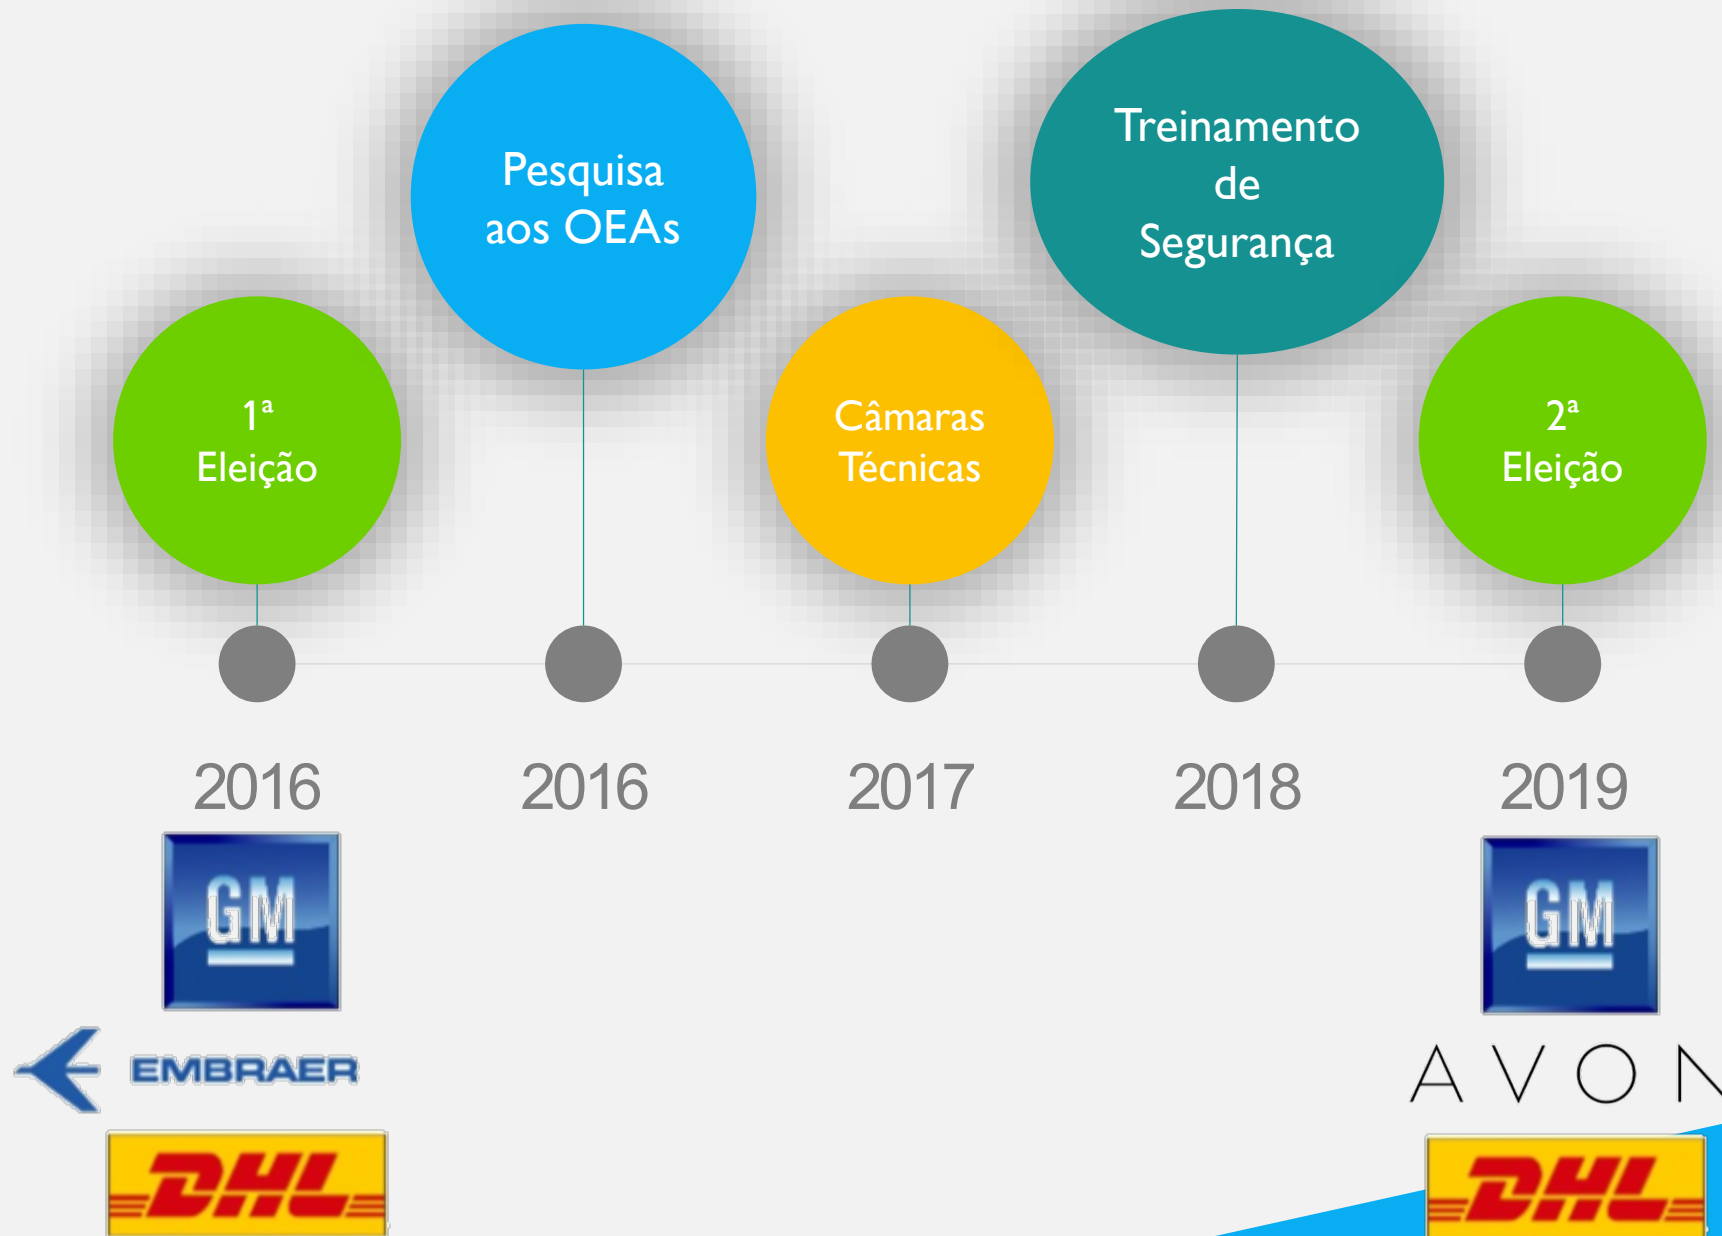 Pesquisa
aos OEAs
Treinamento
de
Segurança
1ª
Eleição
Câmaras
Técnicas
2ª
Eleição
2016
2016
2017
2018
2019
GM
GM
EMBRAER
AVON
DHL
DHL